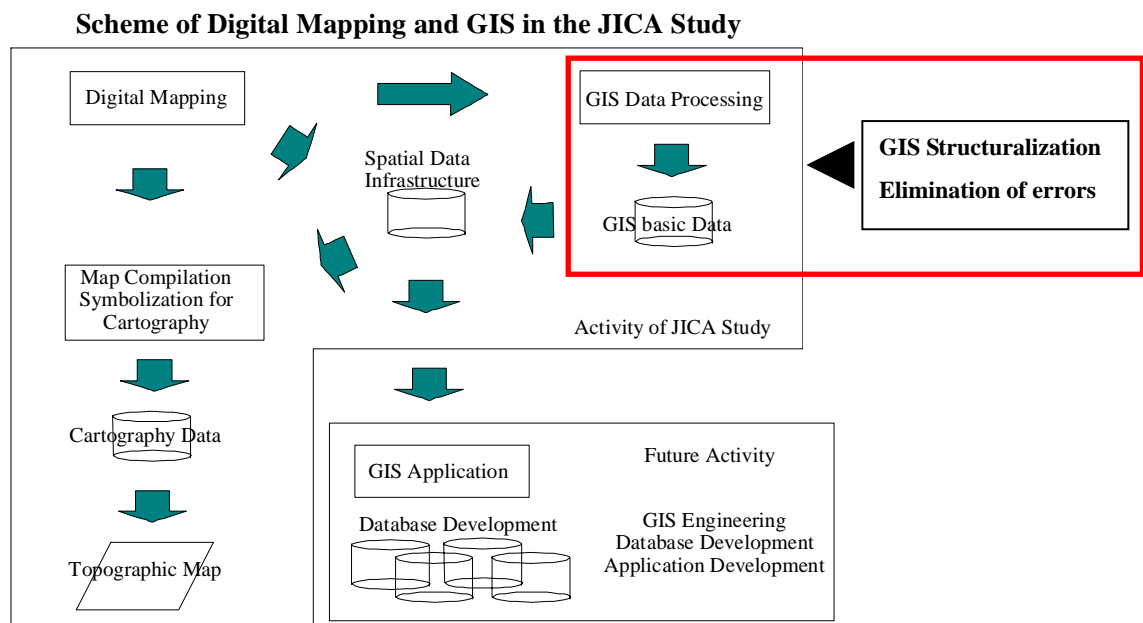 Scheme of Digital Mapping and GIS in the JICA Study
Digital Mapping
GIS Data Processing
GIS Structuralization
Elimination of errors
Spatial Data
Infrastructure
GIS basic Data
Map Compilation
Symbolization for
Cartography
Activity of JICA Study
Cartography Data
Topographic Map
GIS Application
Future Activity
Database Development
GIS Engineering
Database Development
Application Development